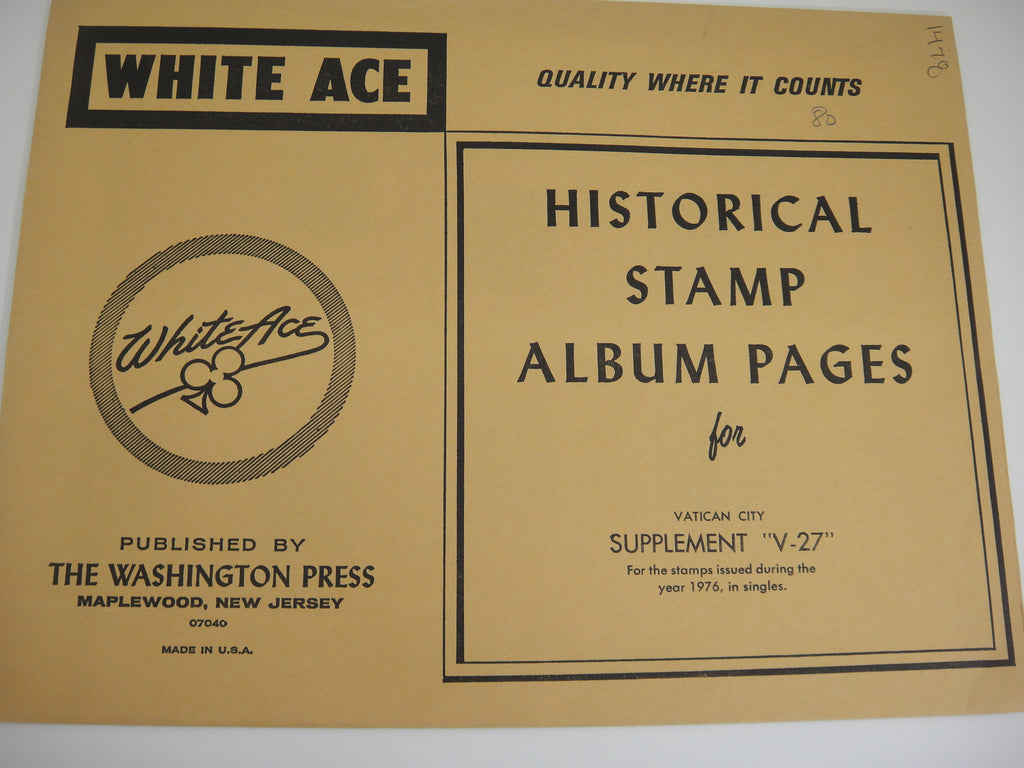 WHITE ACE
QUALITY WHERE IT COUNTS
80
1478
HISTORICAL
STAMP
ALBUM PAGES
for
VATICAN CITY
SUPPLEMENT "V-27"
For the stamps issued during the
year 1976, in singles.
White Ace
PUBLISHED BY
THE WASHINGTON PRESS
MAPLEWOOD, NEW JERSEY
07040
MADE IN U.S.A.